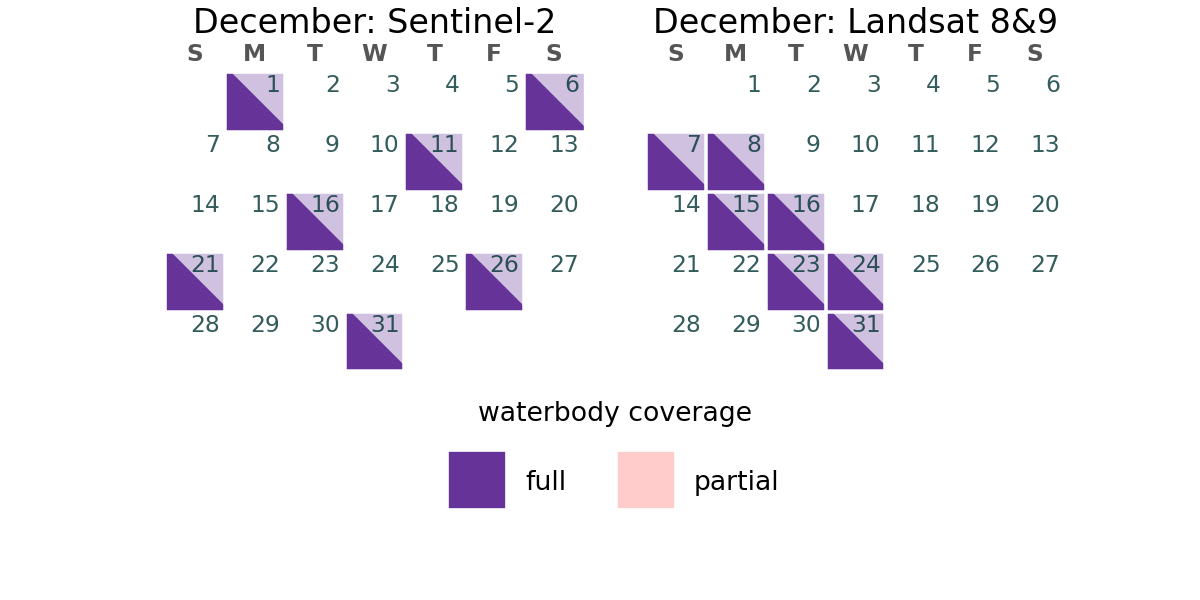 December: Sentinel-2
S M T W T F S
1 2 3 4 5 6
7 8 9 10 11 12 13
14 15 16 17 18 19 20
21 22 23 24 25 26 27
28 29 30 31
December: Landsat 8&9
S M T W T F S
1 2 3 4 5 6
7 8 9 10 11 12 13
14 15 16 17 18 19 20
21 22 23 24 25 26 27
28 29 30 31
waterbody coverage
full partial